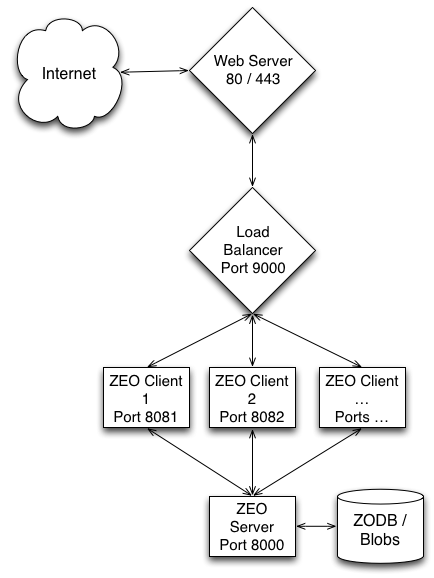 Internet
Web Server
80 / 443
Load
Balancer
Port 9000
ZEO Client
1
Port 8081
ZEO Client
2
Port 8082
ZEO Client
...
Ports ...
ZEO
Server
Port 8000
ZODB /
Blobs